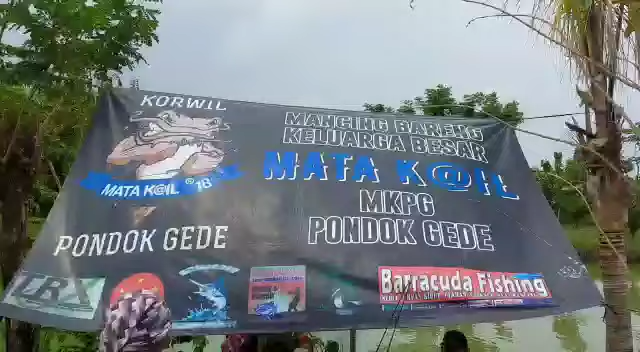 KORWIL
MATA K@IL ® 18
PONDOK GEDE
MANCING BARENG
KELUARGA BESAR
MATA K@IL
MKPG
PONDOK GEDE
Barracuda Fishing